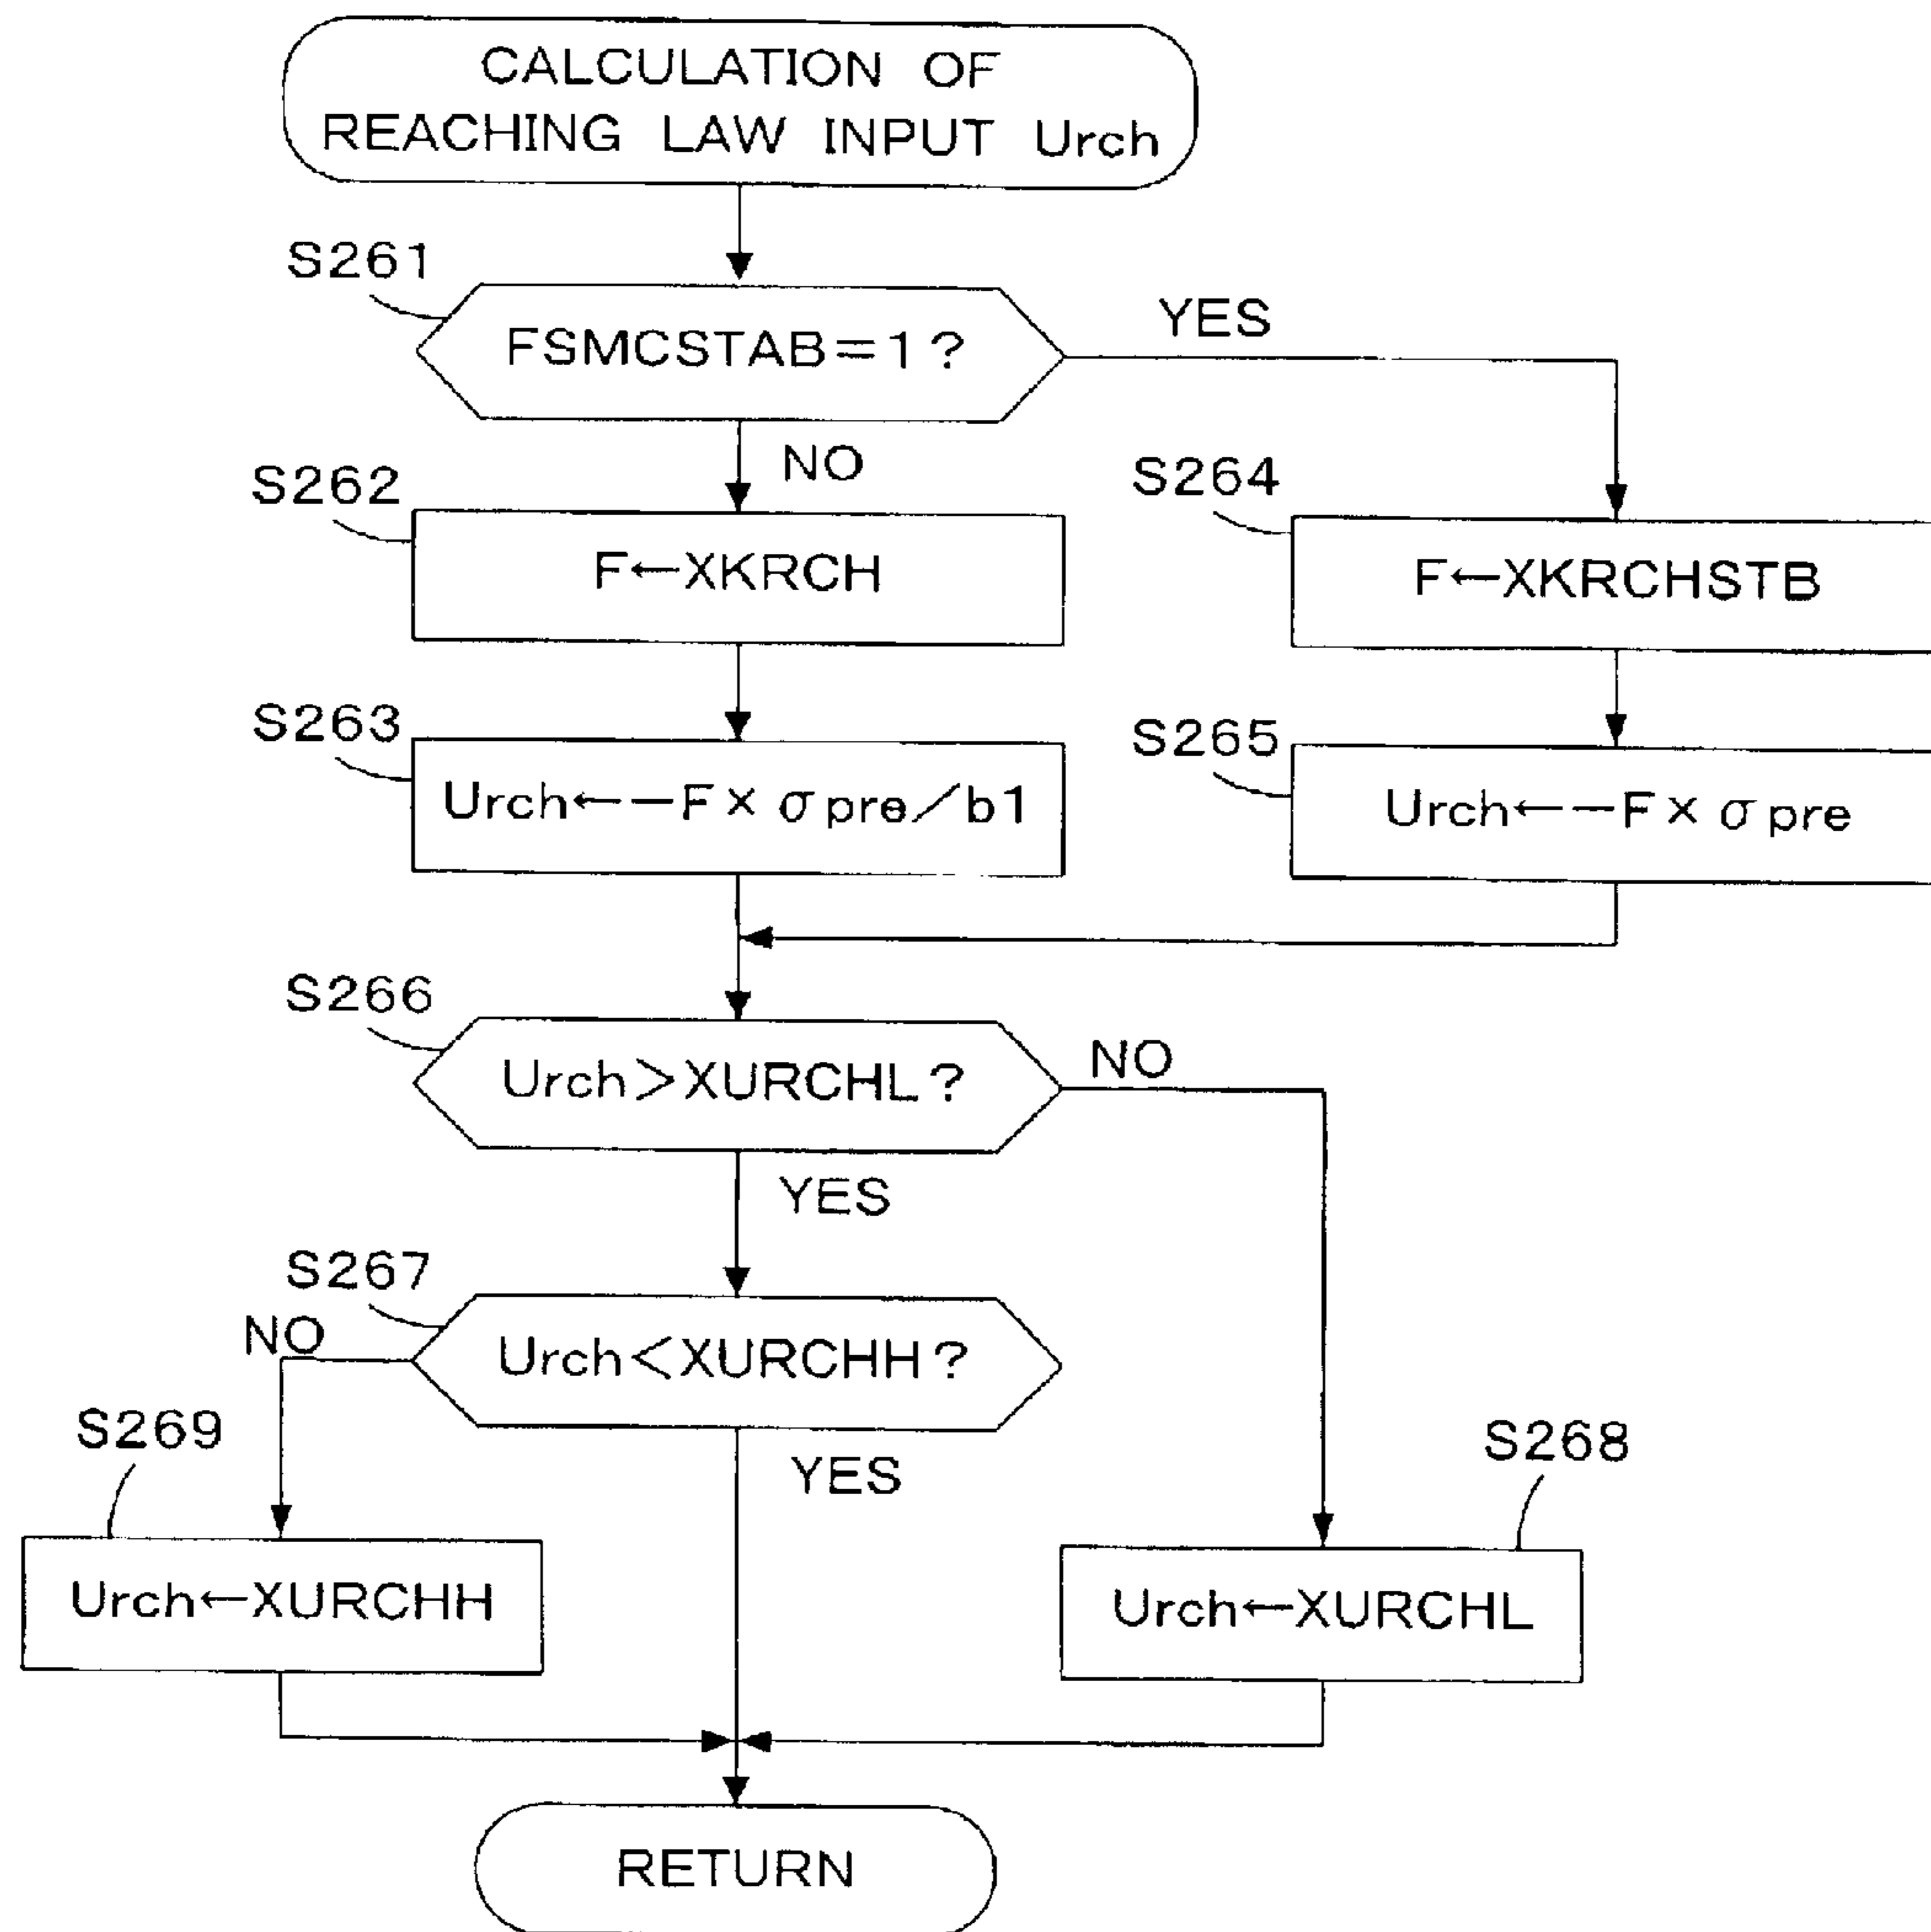 CALCULATION OF
REACHING LAW INPUT Urch
S261
FSMCSTAB=1?
YES
NO
S262
F←XKRCH
S264
F←XKRCHSTB
S263
Urch←−F× σpre/b1
S265
Urch←−F× σpre
S266
Urch>XURCHL?
NO
YES
S267
NO
Urch<XURCHH?
YES
S269
Urch←XURCHH
S268
Urch←XURCHL
RETURN